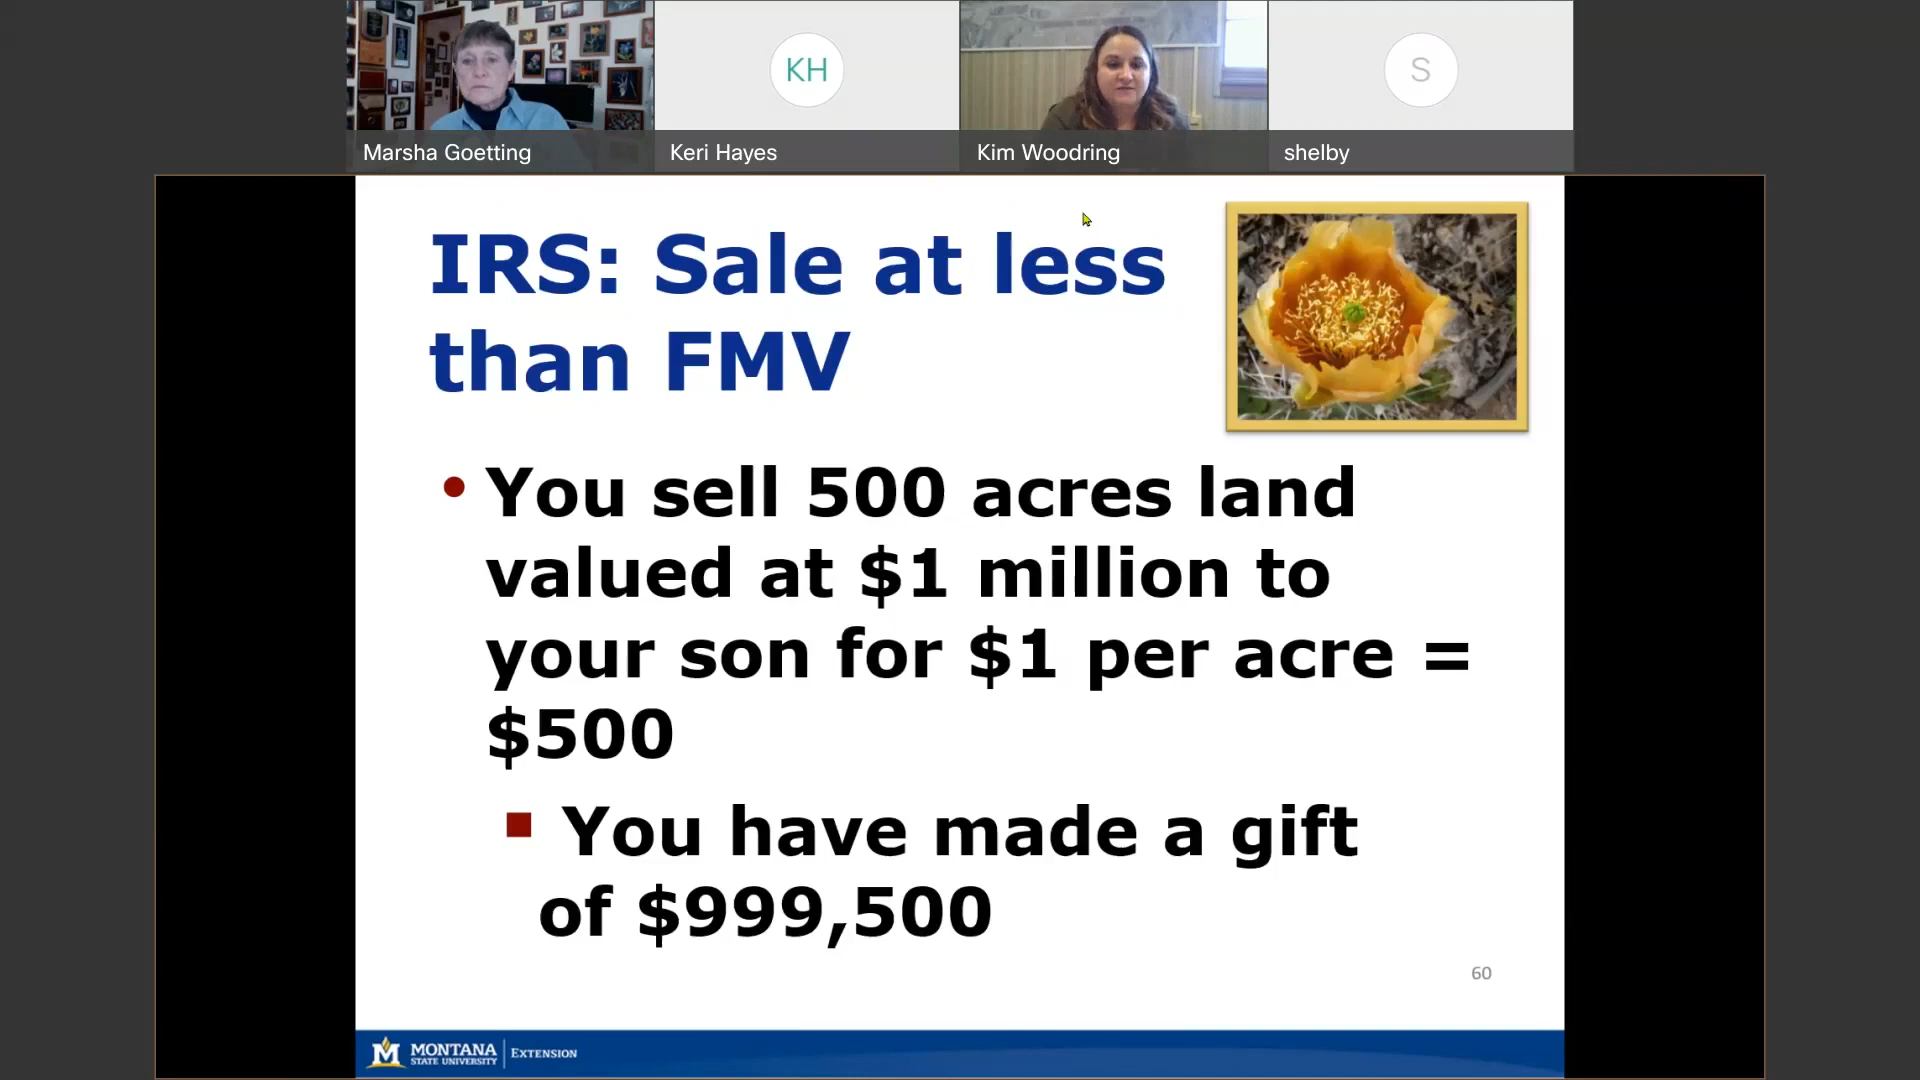 KH
S
Marsha Goetting
Keri Hayes
Kim Woodring
shelby
IRS: Sale at less
than FMV
• You sell 500 acres land
valued at $1 million to
your son for $1 per acre =
$500
▪ You have made a gift
of $999,500
60
M MONTANA
STATE UNIVERSITY
EXTENSION